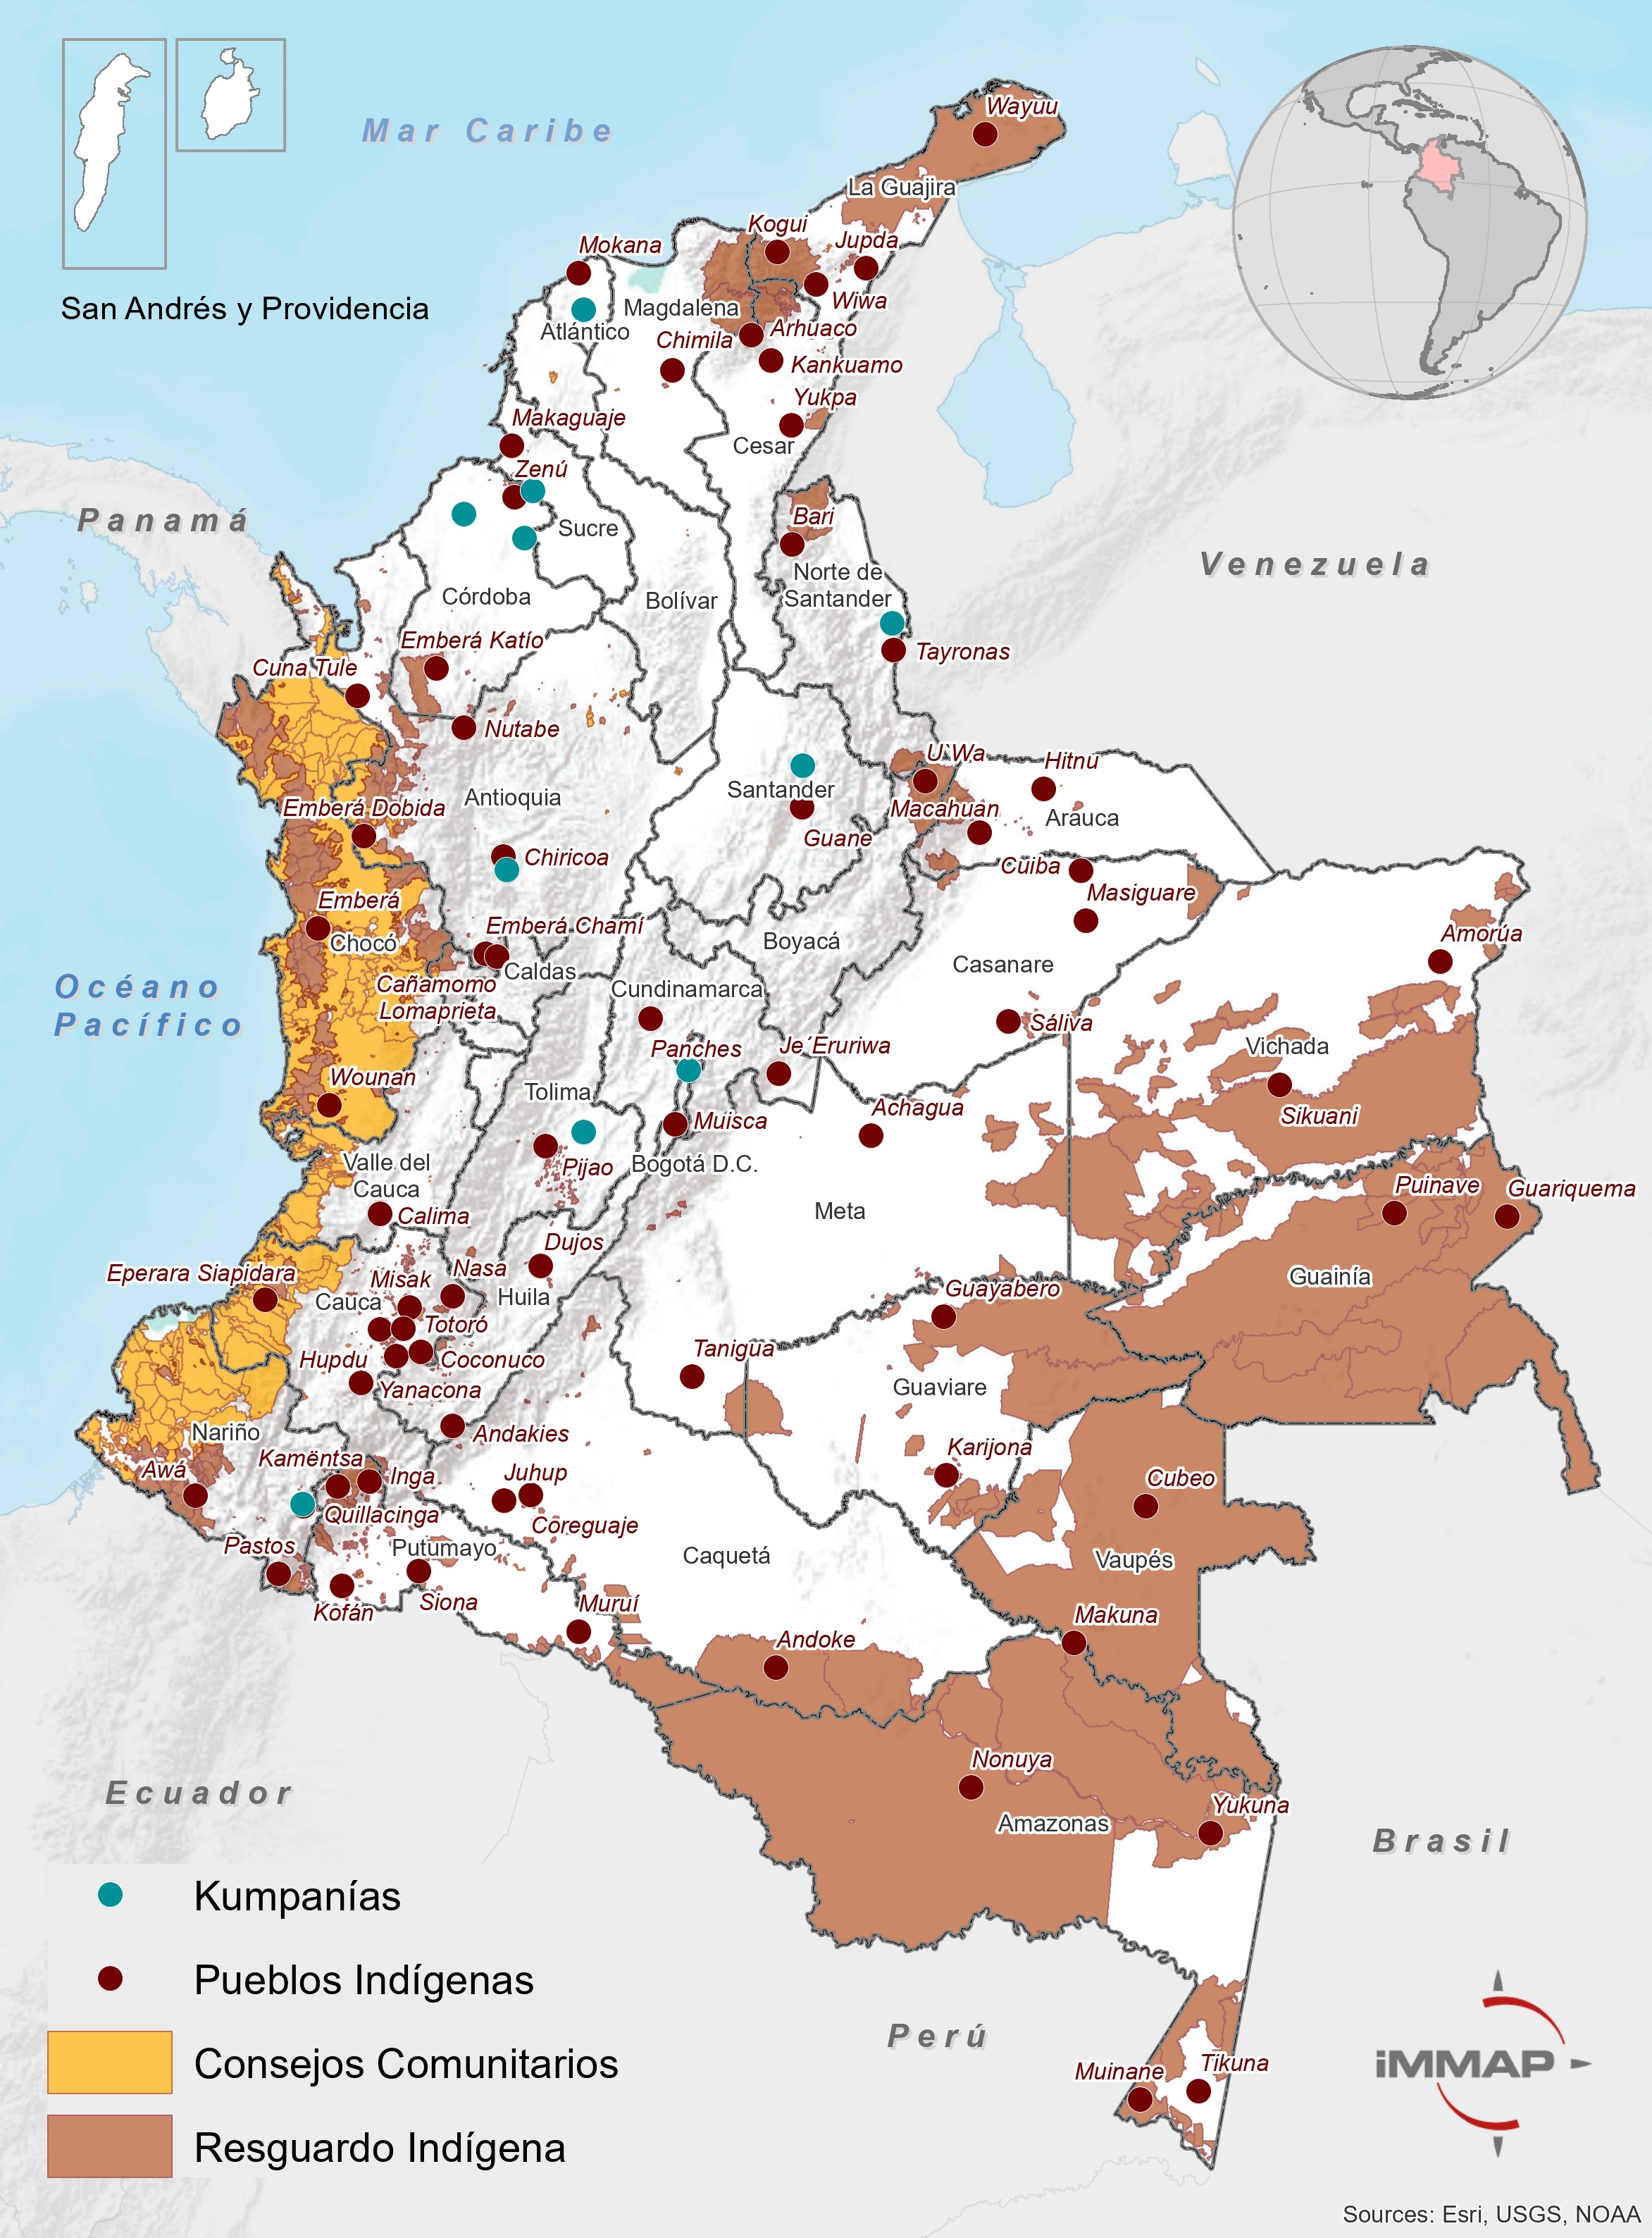 Mar Caribe
Wayuu
La Guajira
Kogui
Jupda
Mokana
San Andrés y Providencia
Magdalena
Wiwa
Atlántico
Arhuaco
Chimila
Kankuamo
Yukpa
Makaguaje
Cesar
Zenú
Panamá
Bari
Sucre
Venezuela
Norte de
Santander
Córdoba
Bolívar
Emberá Katío
Tayronas
Cuna Tule
Nutabe
U`Wa
Hitnu
Santander
Antioquia
Emberá Dobida
Macahuán
Arauca
Guane
Chiricoa
Cuiba
Masiguare
Emberá
Emberá Chamí
Chocó
Boyacá
Amorúa
Caldas
Casanare
Cañamomo
Lomaprieta
Cundinamarca
Océano
Pacífico
Sáliva
Panches
Je´Eruriwa
Vichada
Wounan
Tolima
Achagua
Sikuani
Muisca
Valle del
Cauca
Pijao
Bogotá D.C.
Puinave
Guariquema
Calima
Meta
Dujos
Eperara Siapidara
Misak
Nasa
Guainía
Cauca
Huila
Guayabero
Totoró
Tanigua
Hupdu
Coconuco
Guaviare
Yanacona
Nariño
Andakies
Kamëntsa
Karijona
Awá
Inga
Juhup
Cubeo
Quillacinga
Coreguaje
Pastos
Putumayo
Caquetá
Vaupés
Kofán
Siona
Muruí
Makuna
Andoke
Nonuya
Ecuador
Yukuna
Amazonas
Brasil
Kumpanías
Pueblos Indígenas
Perú
Consejos Comunitarios
Muinane
Tikuna
iMMAP
Resguardo Indígena
Sources: Esri, USGS, NOAA